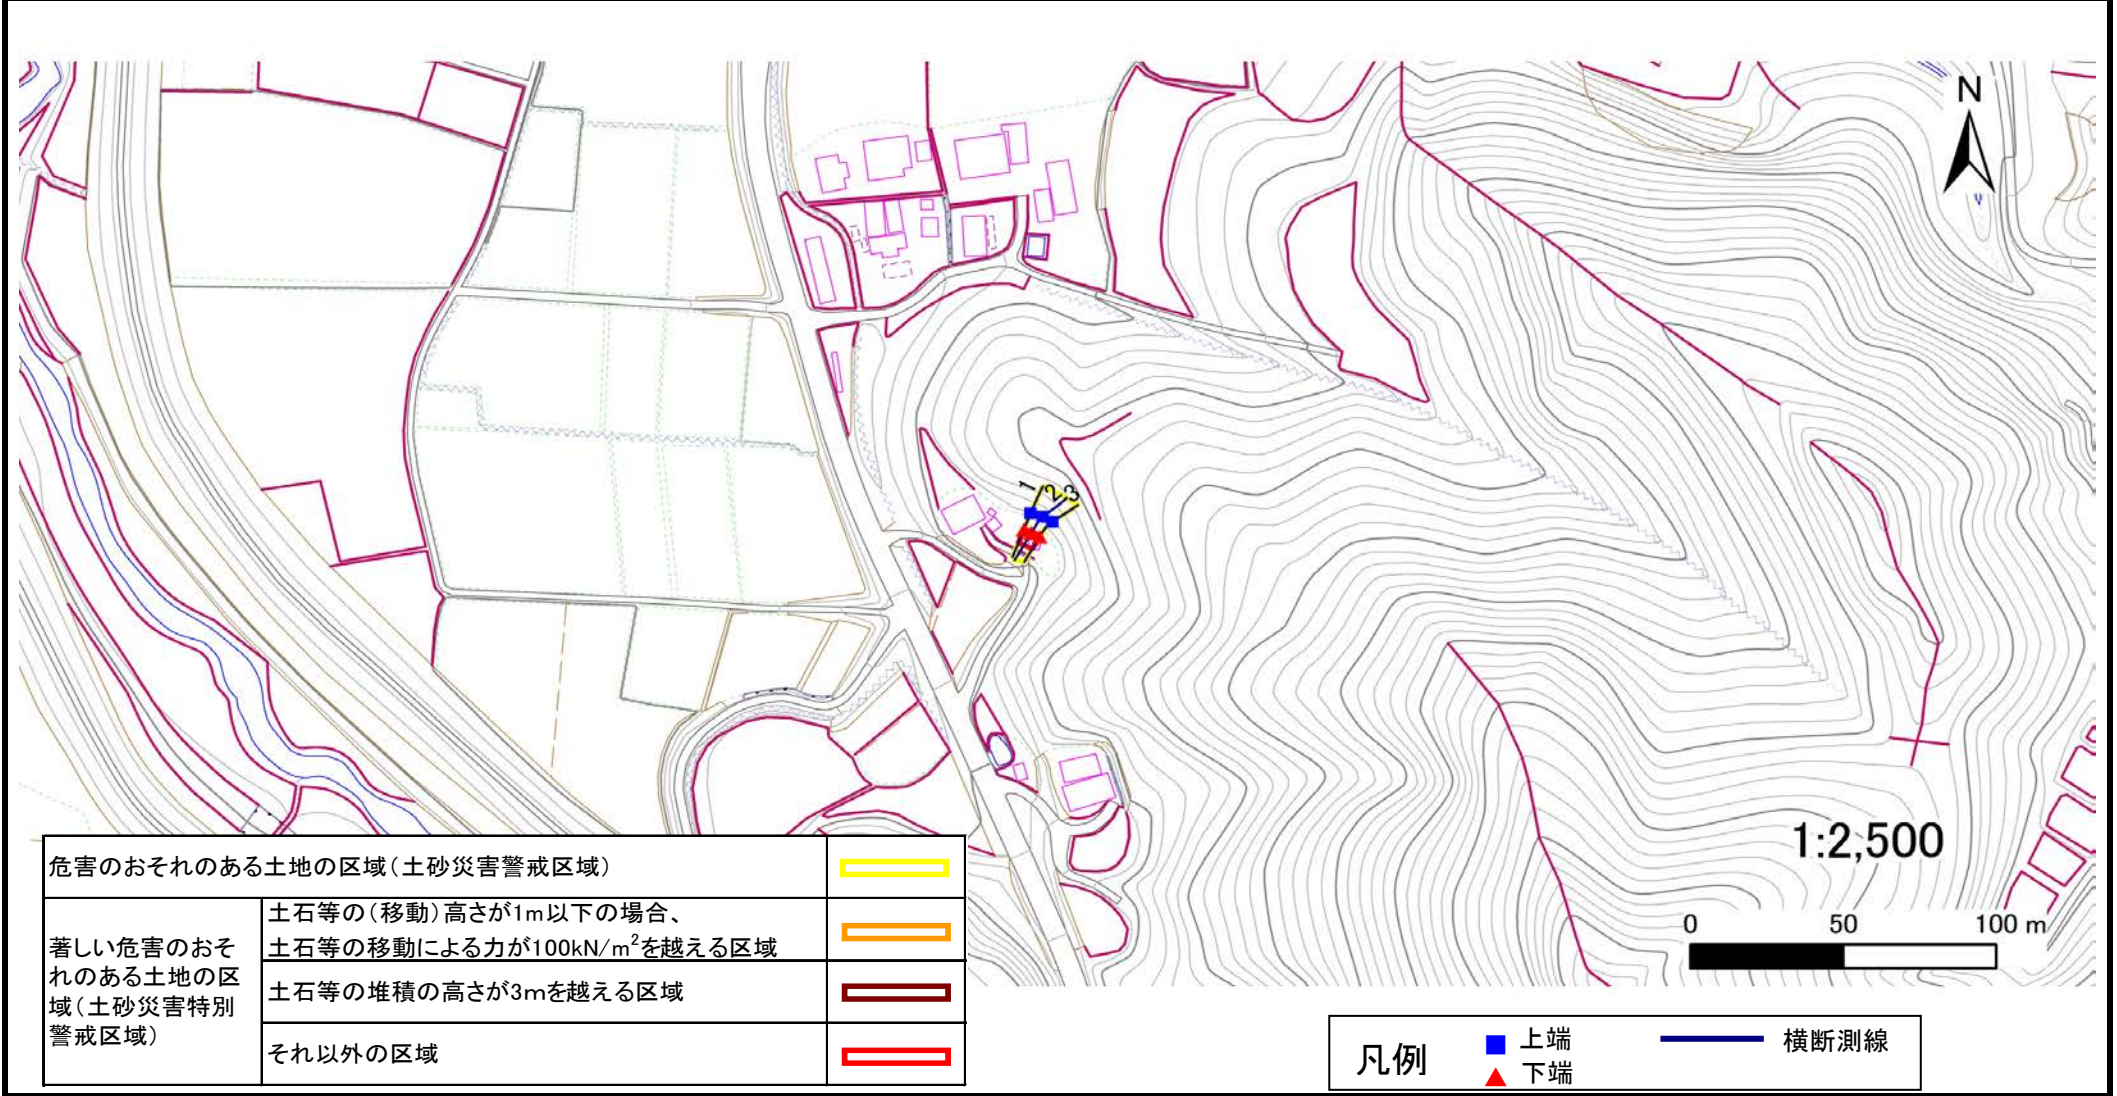 N
1
2
3
1:2,500
0 50 100 m
危害のおそれのある土地の区域(土砂災害警戒区域)
著しい危害のおそ
れのある土地の区
域(土砂災害特別
警戒区域)
土石等の(移動)高さが1m以下の場合、
土石等の移動による力が100kN/m²を越える区域
土石等の堆積の高さが3mを越える区域
それ以外の区域
凡例
上端
下端
横断測線